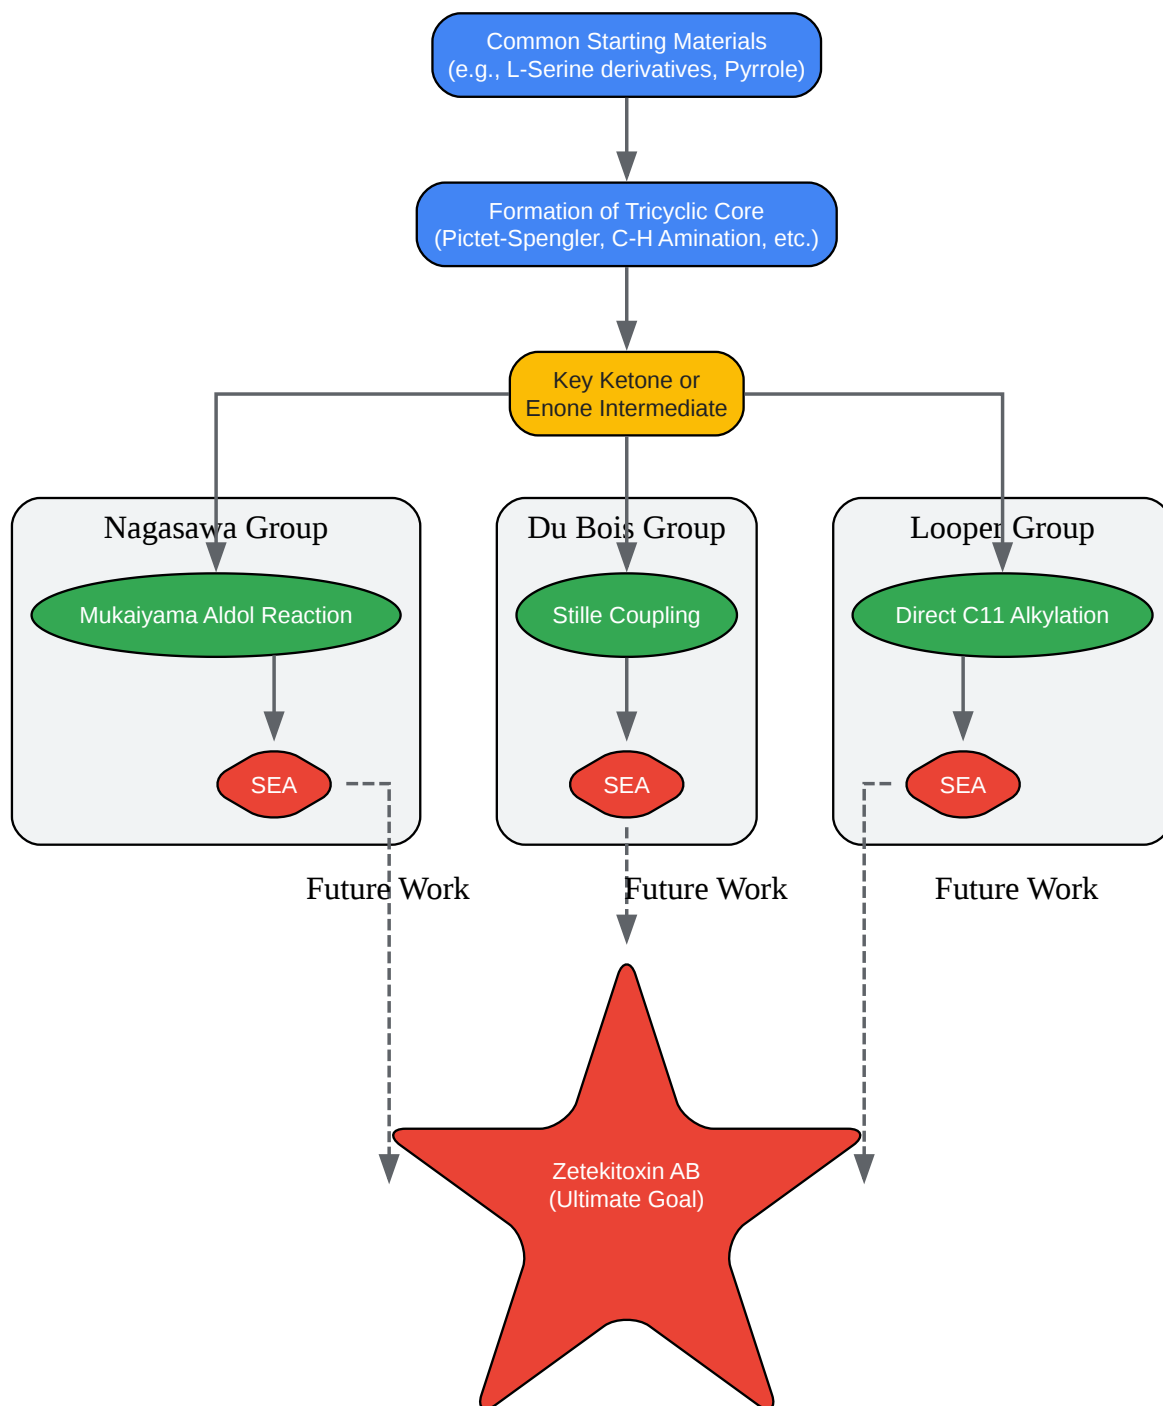 Common Starting Materials
(e.g., L-Serine derivatives, Pyrrole)
Formation of Tricyclic Core
(Pictet-Spengler, C-H Amination, etc.)
Key Ketone or
Enone Intermediate
Nagasawa Group
Du Bois Group
Looper Group
Mukaiyama Aldol Reaction
Stille Coupling
Direct C11 Alkylation
SEA
SEA
SEA
Future Work
Future Work
Future Work
Zetekitoxin AB
(Ultimate Goal)